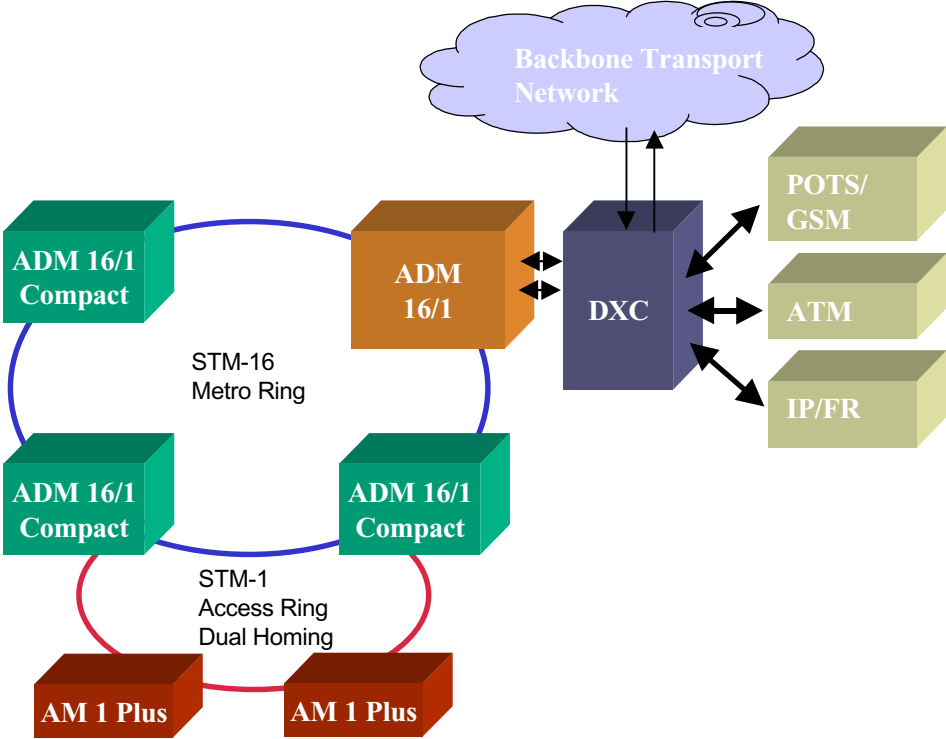 Backbone Transport
Network
POTS/
GSM
ADM 16/1
Compact
ADM
16/1
DXC
ATM
STM-16
Metro Ring
IP/FR
ADM 16/1
Compact
ADM 16/1
Compact
STM-1
Access Ring
Dual Homing
AM 1 Plus
AM 1 Plus